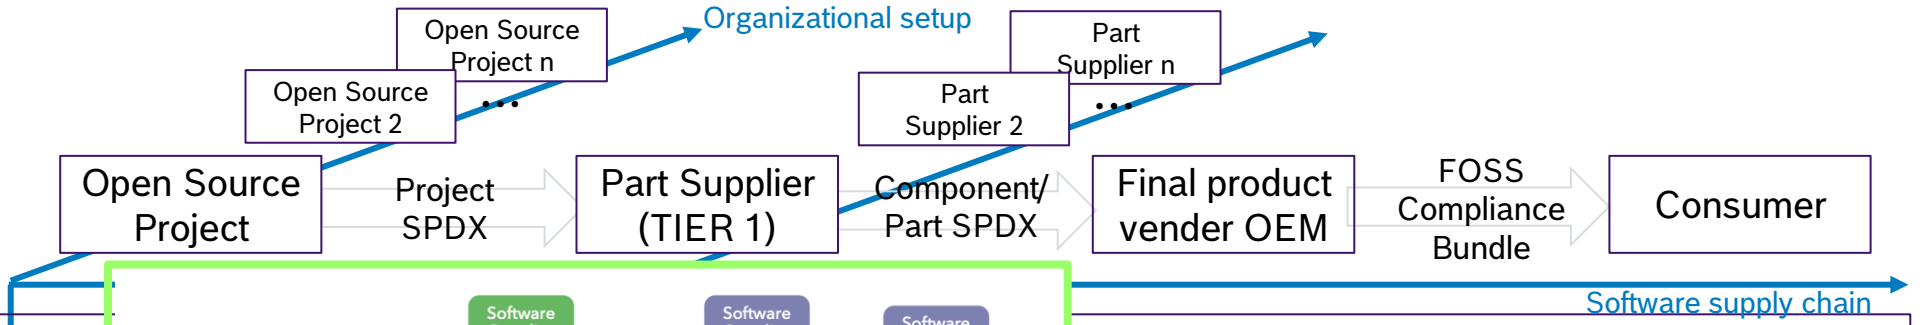 Open Source
Project n
Organizational setup
Part
Supplier n
Open Source
Project 2
...
Part
Supplier 2
...
Open Source
Project
Project
SPDX
Part Supplier
(TIER 1)
Component/
Part SPDX
Final product
vender OEM
FOSS
Compliance
Bundle
Consumer
Software supply chain
Software
Software
Software